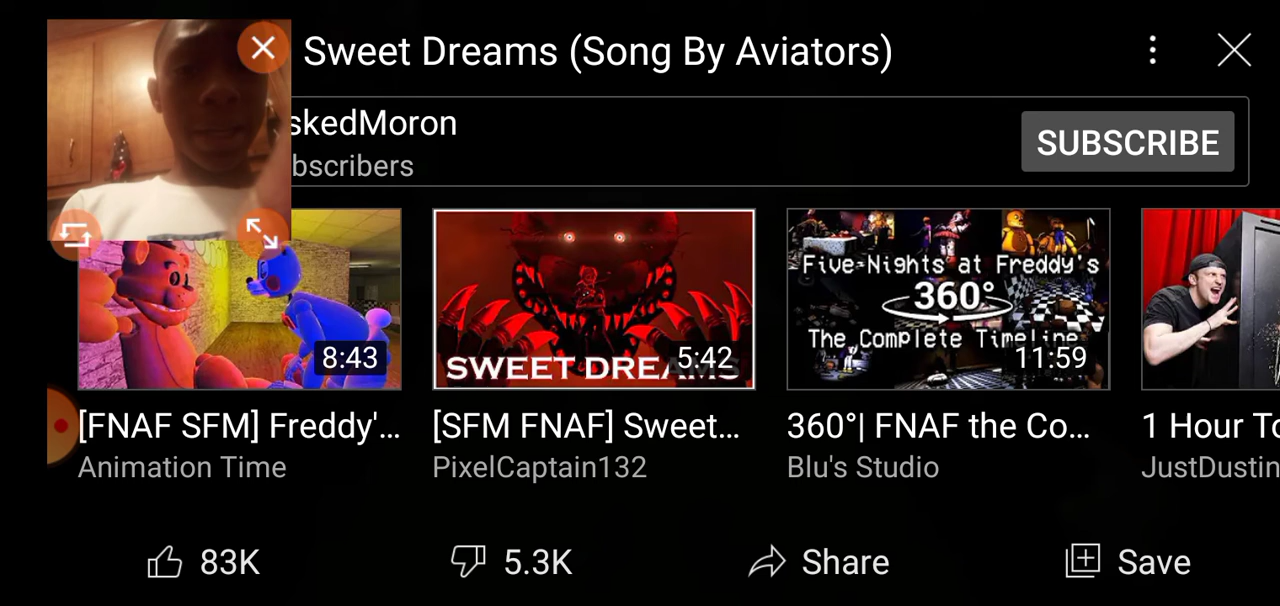 Sweet Dreams (Song By Aviators)
skedMoron
bscribers
SUBSCRIBE
Five Nights at Freddy's
360°
The Complete Timeline
SWEET DREAMS
8:43
5:42
11:59
[FNAF SFM] Freddy'...
[SFM FNAF] Sweet...
360°| FNAF the Co...
1 Hour To
Animation Time
PixelCaptain132
Blu's Studio
JustDustin
83K
5.3K
Share
Save